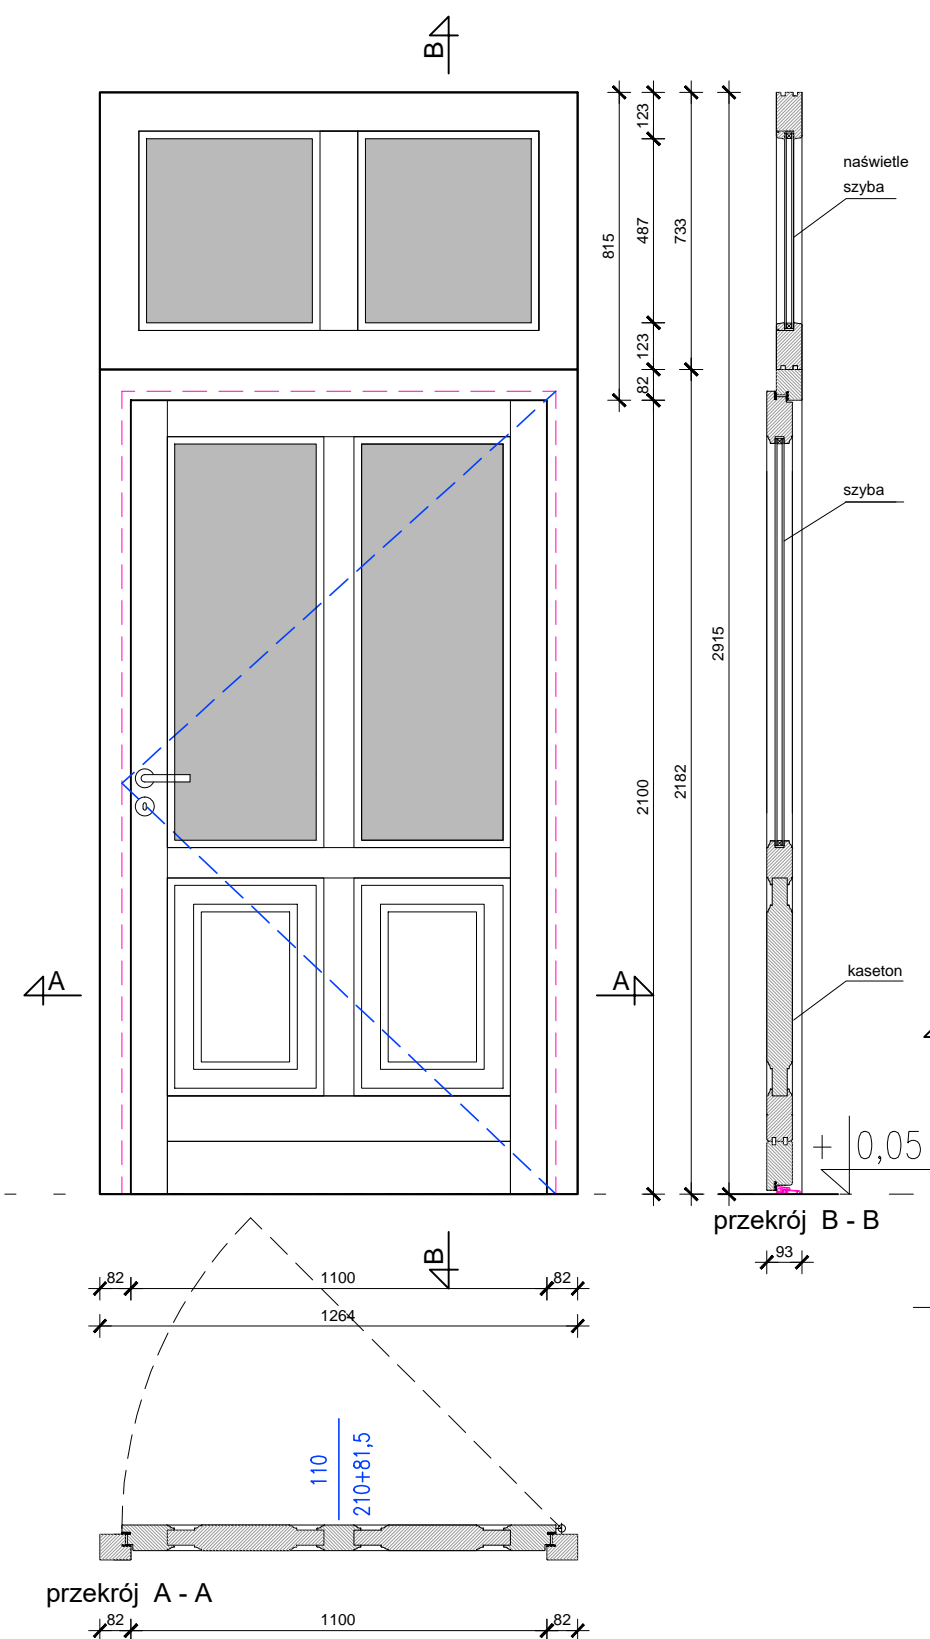 B
123
naświetle
szyba
815
487
733
123
82
szyba
2915
2100
2182
A
A
kaseton
+ 0,05
przekrój B - B
B
93
82
1100
82
1264
110
210+81,5
przekrój A - A
82
1100
82